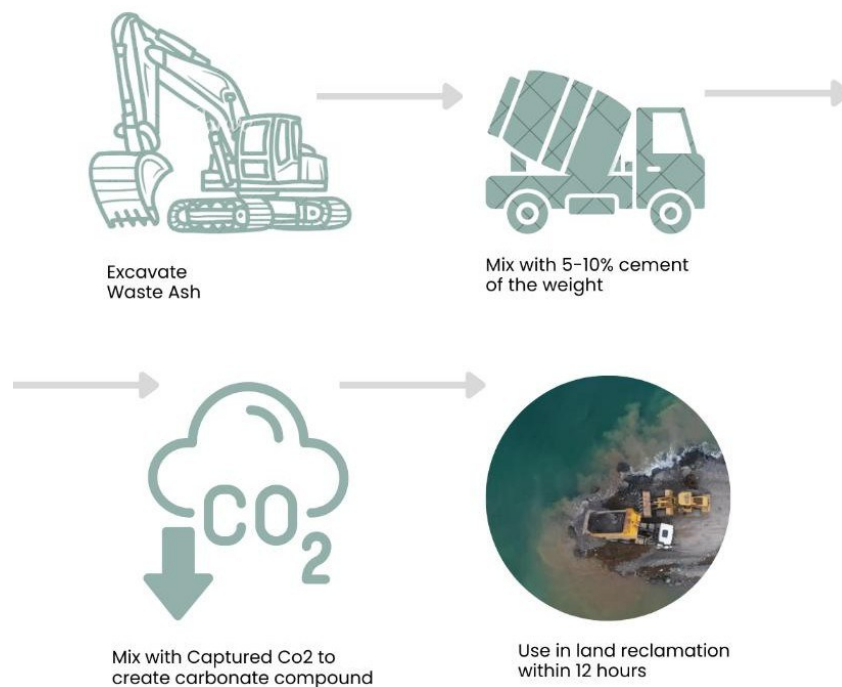 Excavate
Waste Ash
Mix with 5-10% cement
of the weight
CO2
Mix with Captured Co2 to
create carbonate compound
Use in land reclamation
within 12 hours